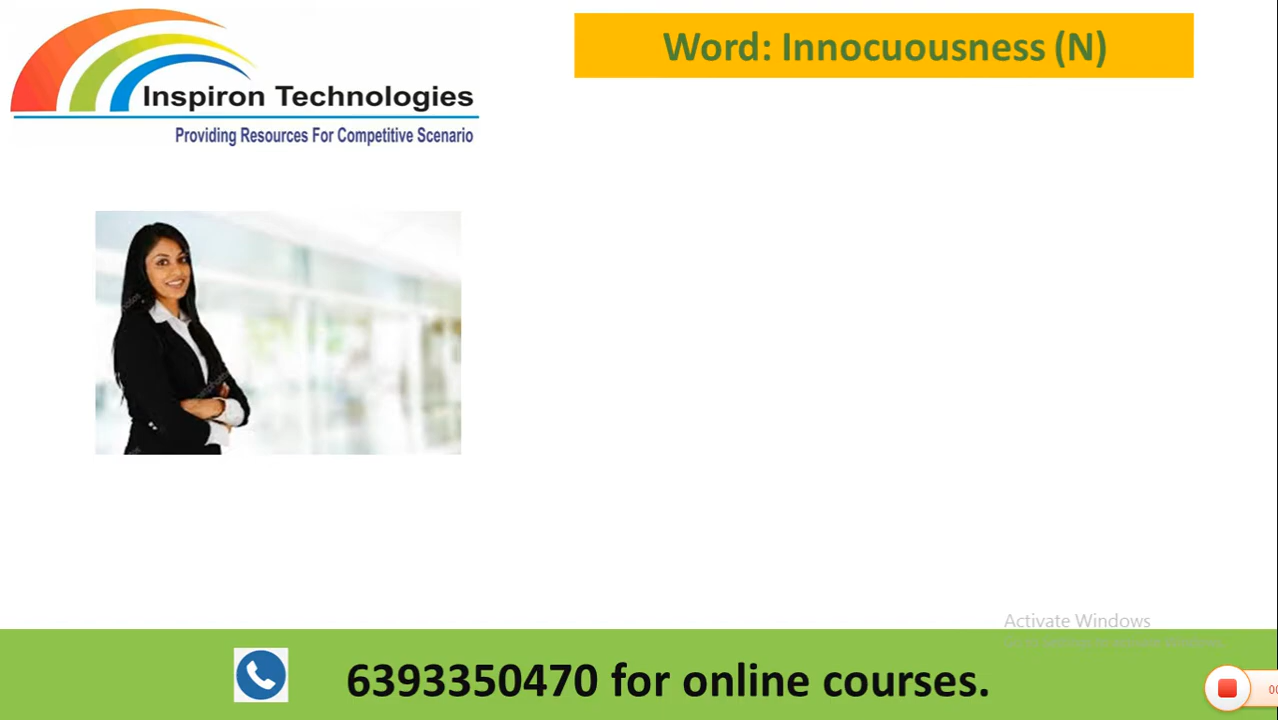 Inspiron Technologies
Providing Resources For Competitive Scenario
Word: Innocuousness (N)
Activate Windows
6393350470 for online courses.